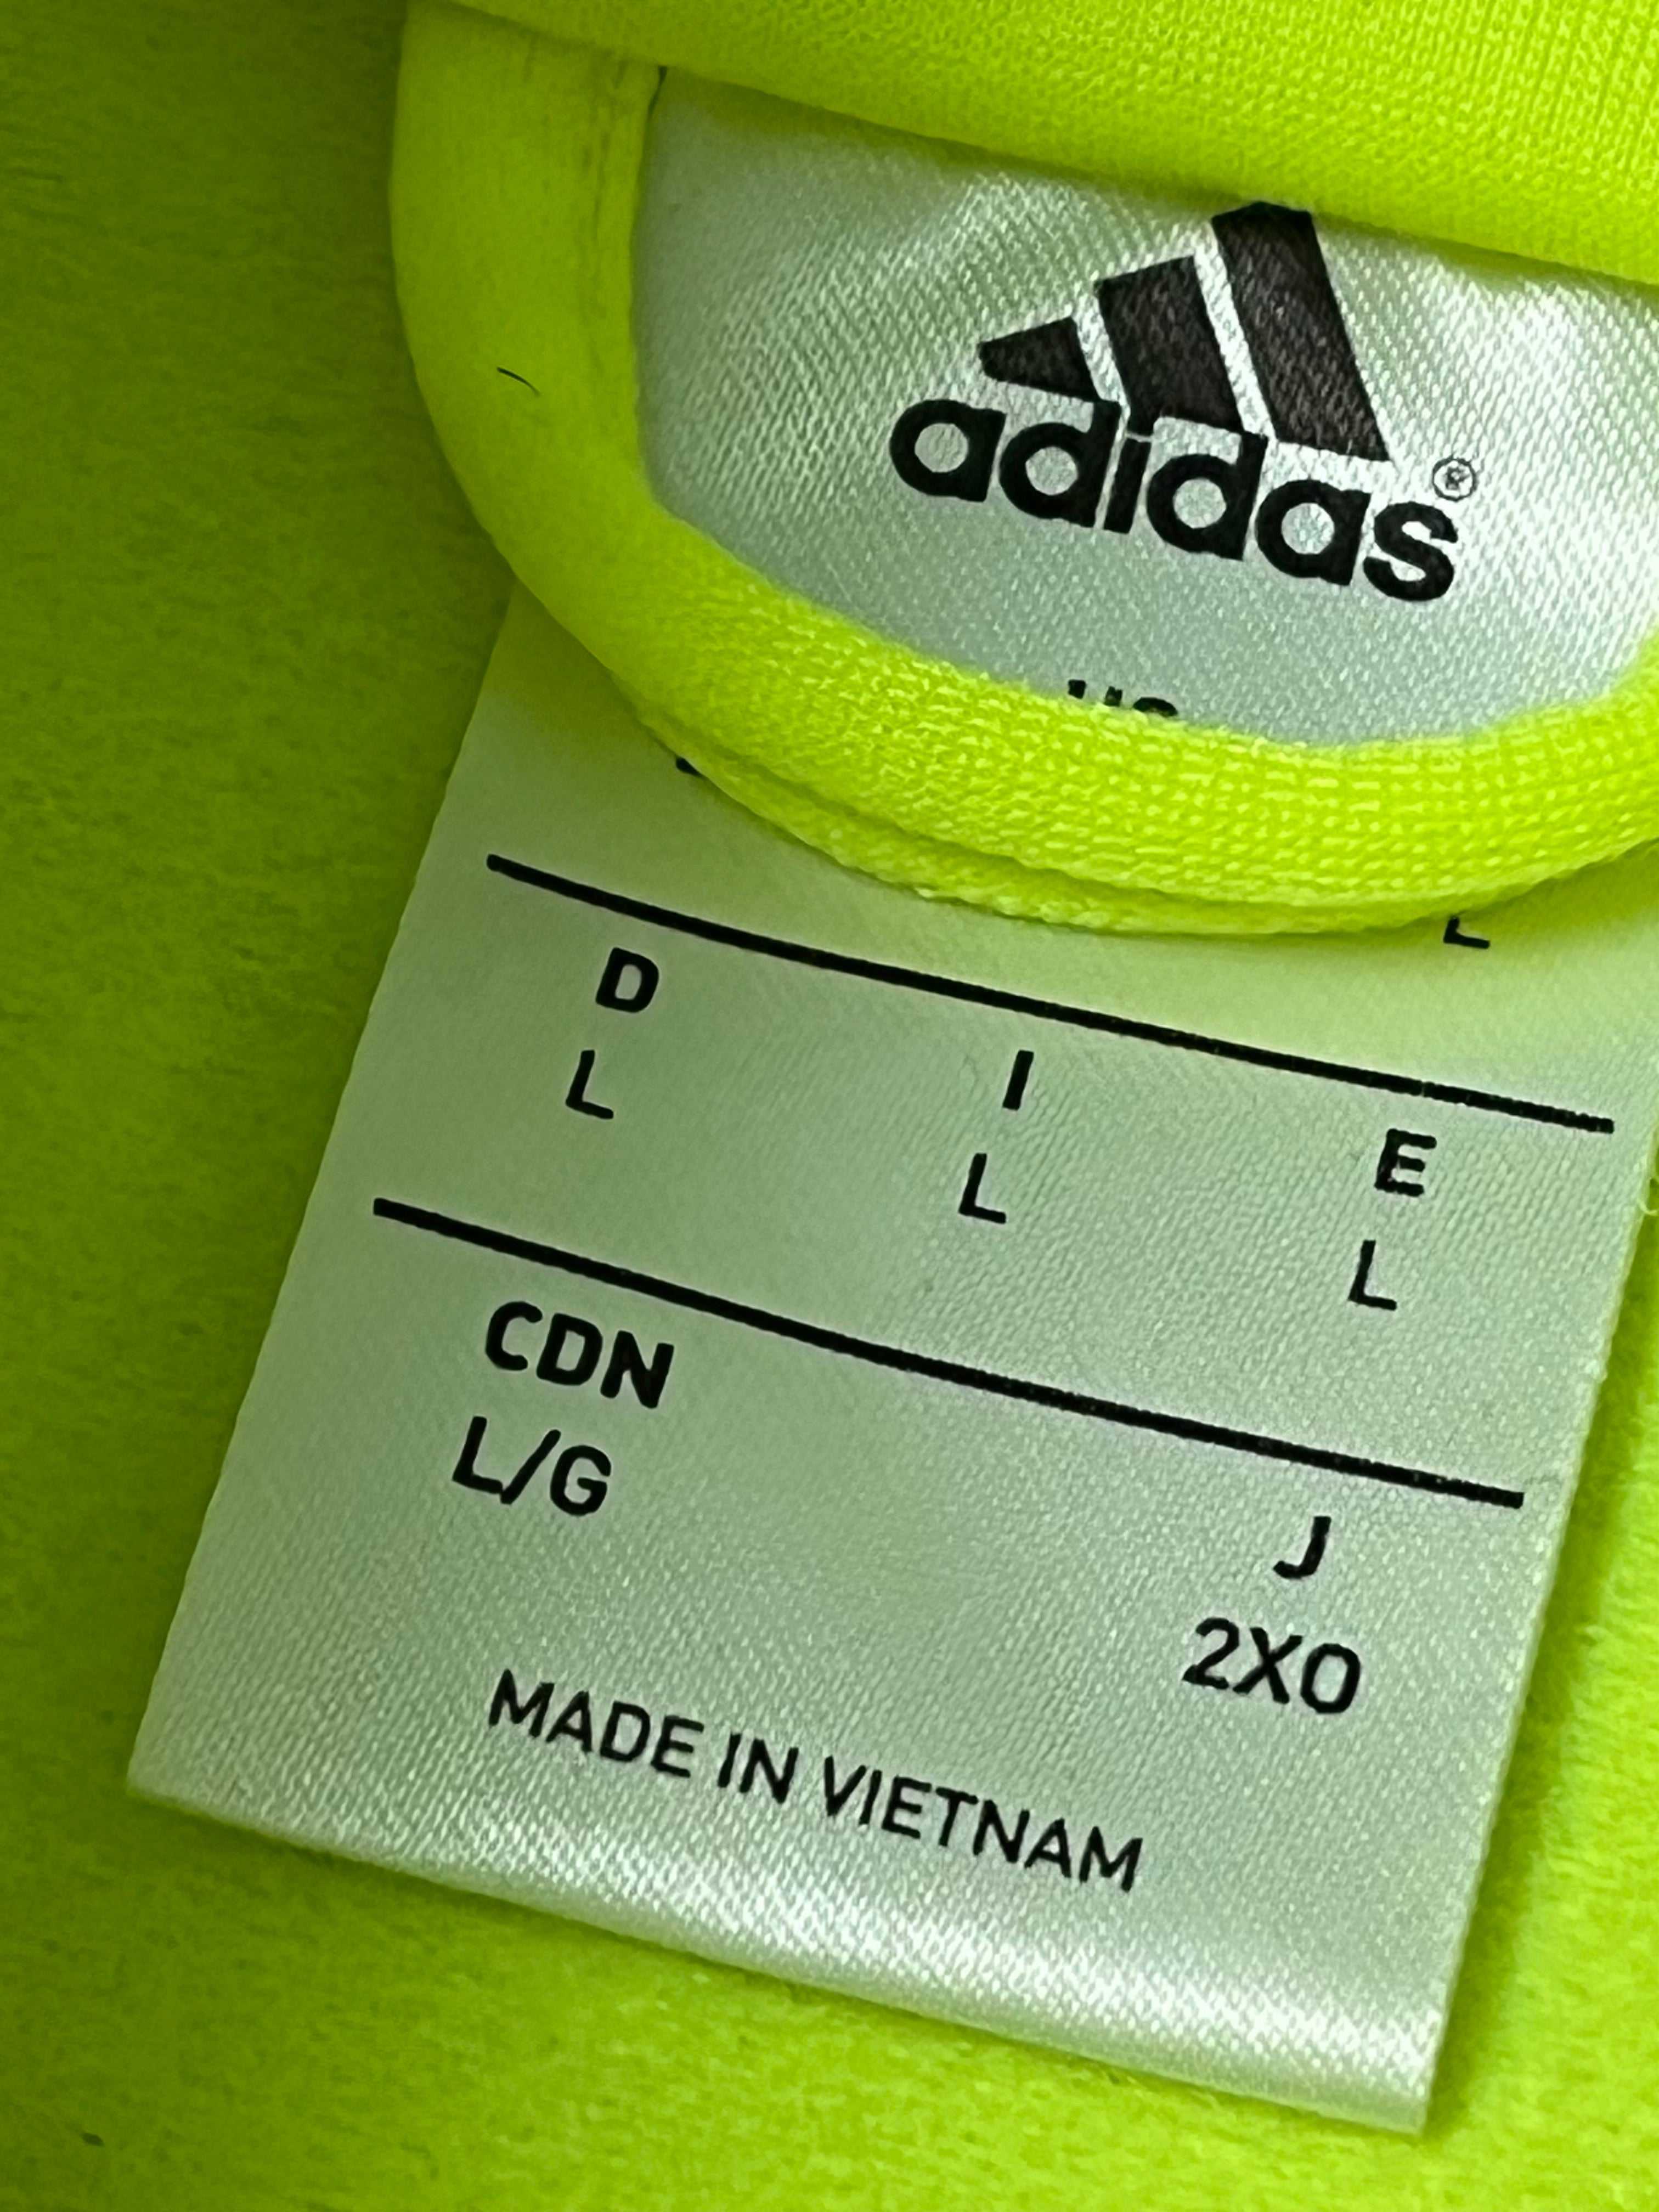 adidas®
L
D I E
L L L
CDN J
L/G 2XO
MADE IN VIETNAM